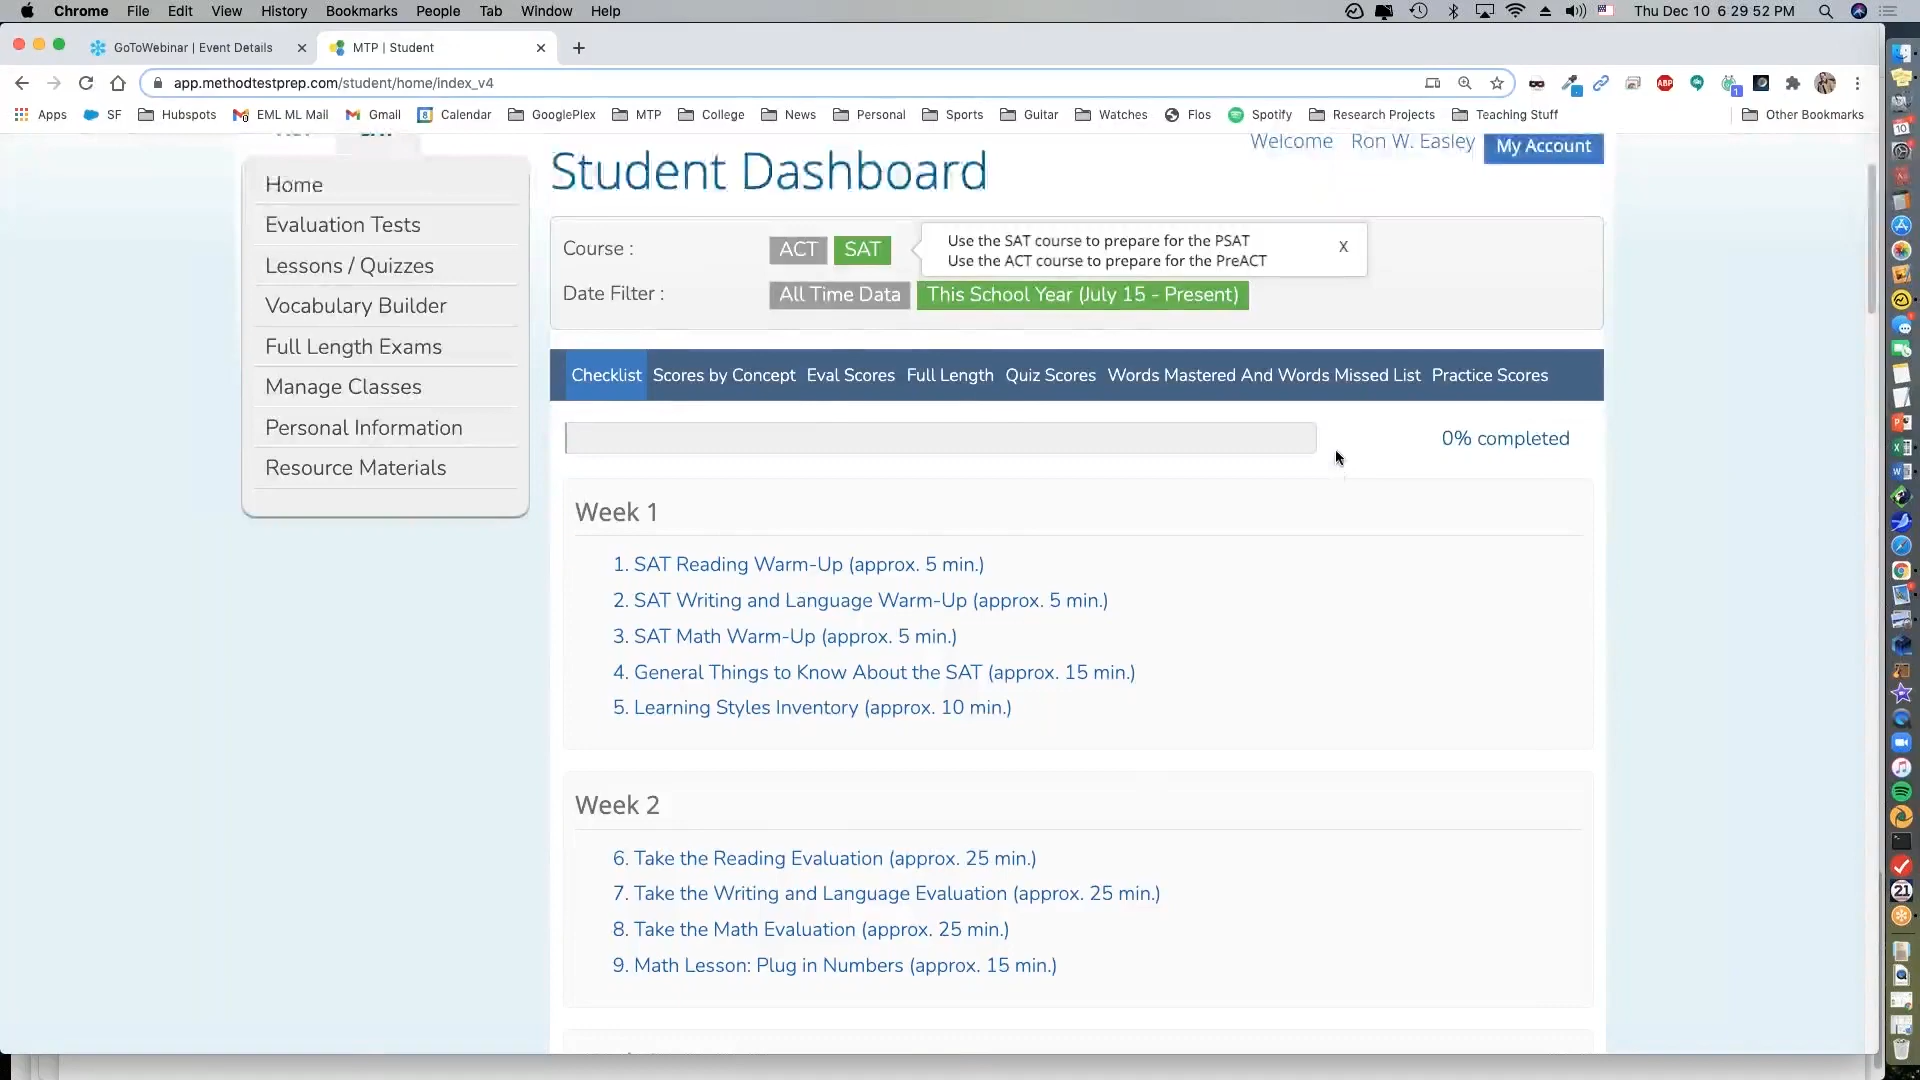 Chrome File Edit View History Bookmarks People Tab Window Help
Thu Dec 10 6 29 52 PM
GoToWebinar | Event Details
MTP | Student
app.methodtestprep.com/student/home/index_v4
Apps SF Hubspots EML ML Mail Gmail Calendar GooglePlex MTP College News Personal Sports Guitar Watches Flos Spotify Research Projects Teaching Stuff Other Bookmarks
Welcome Ron W. Easley My Account
Student Dashboard
Home
Evaluation Tests
Lessons / Quizzes
Vocabulary Builder
Full Length Exams
Manage Classes
Personal Information
Resource Materials
Course : ACT SAT
Use the SAT course to prepare for the PSAT
Use the ACT course to prepare for the PreACT
X
Date Filter : All Time Data This School Year (July 15 - Present)
Checklist Scores by Concept Eval Scores Full Length Quiz Scores Words Mastered And Words Missed List Practice Scores
0% completed
Week 1
1. SAT Reading Warm-Up (approx. 5 min.)
2. SAT Writing and Language Warm-Up (approx. 5 min.)
3. SAT Math Warm-Up (approx. 5 min.)
4. General Things to Know About the SAT (approx. 15 min.)
5. Learning Styles Inventory (approx. 10 min.)
Week 2
6. Take the Reading Evaluation (approx. 25 min.)
7. Take the Writing and Language Evaluation (approx. 25 min.)
8. Take the Math Evaluation (approx. 25 min.)
9. Math Lesson: Plug in Numbers (approx. 15 min.)